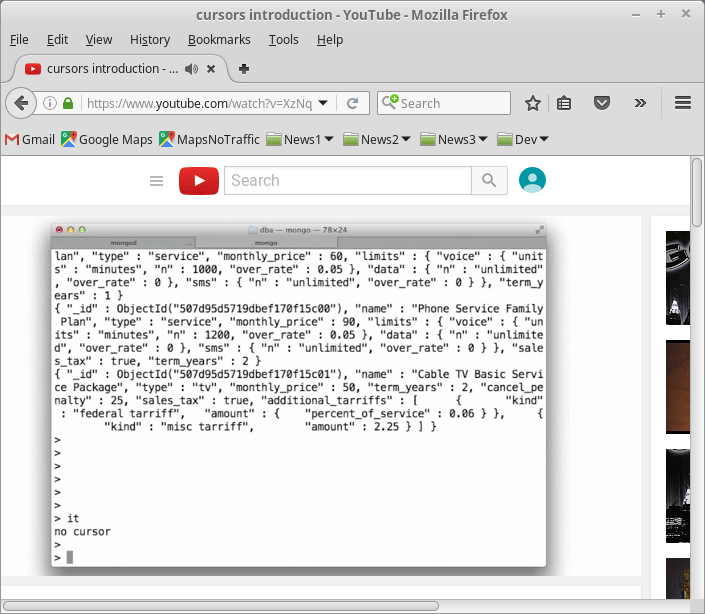 cursors introduction - YouTube - Mozilla Firefox
File Edit View History Bookmarks Tools Help
cursors introduction - ...
https://www.youtube.com/watch?v=XzNq
Search
Gmail Google Maps MapsNoTraffic News1 News2 News3 Dev
Search
dba — mongo — 78×24
mongod ... mongo
lan", "type" : "service", "monthly_price" : 60, "limits" : { "voice" : { "unit
s" : "minutes", "n" : 1000, "over_rate" : 0.05 }, "data" : { "n" : "unlimited"
, "over_rate" : 0 }, "sms" : { "n" : "unlimited", "over_rate" : 0 } }, "term_y
ears" : 1 }
{ "_id" : ObjectId("507d95d5719dbef170f15c00"), "name" : "Phone Service Family
 Plan", "type" : "service", "monthly_price" : 90, "limits" : { "voice" : { "un
its" : "minutes", "n" : 1200, "over_rate" : 0.05 }, "data" : { "n" : "unlimite
d", "over_rate" : 0 }, "sms" : { "n" : "unlimited", "over_rate" : 0 } }, "sale
s_tax" : true, "term_years" : 2 }
{ "_id" : ObjectId("507d95d5719dbef170f15c01"), "name" : "Cable TV Basic Servi
ce Package", "type" : "tv", "monthly_price" : 50, "term_years" : 2, "cancel_pe
nalty" : 25, "sales_tax" : true, "additional_tarriffs" : [ { "kind"
 : "federal tarriff", "amount" : { "percent_of_service" : 0.06 } }, {
"kind" : "misc tarriff", "amount" : 2.25 } ] }
>
>
>
>
>
>
> it
no cursor
>
>